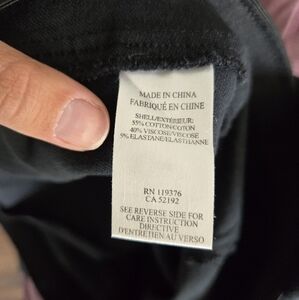 MADE IN CHINA
FABRIQUÉ EN CHINE
SHELL/EXTÉRIEUR:
55% COTTON/COTON
40% VISCOSE/VISCOSE
5% ELASTANE/ÉLASTHANNE
RN 119376
CA 52192
SEE REVERSE SIDE FOR
CARE INSTRUCTION
DIRECTIVE
D'ENTRETIEN AU VERSO